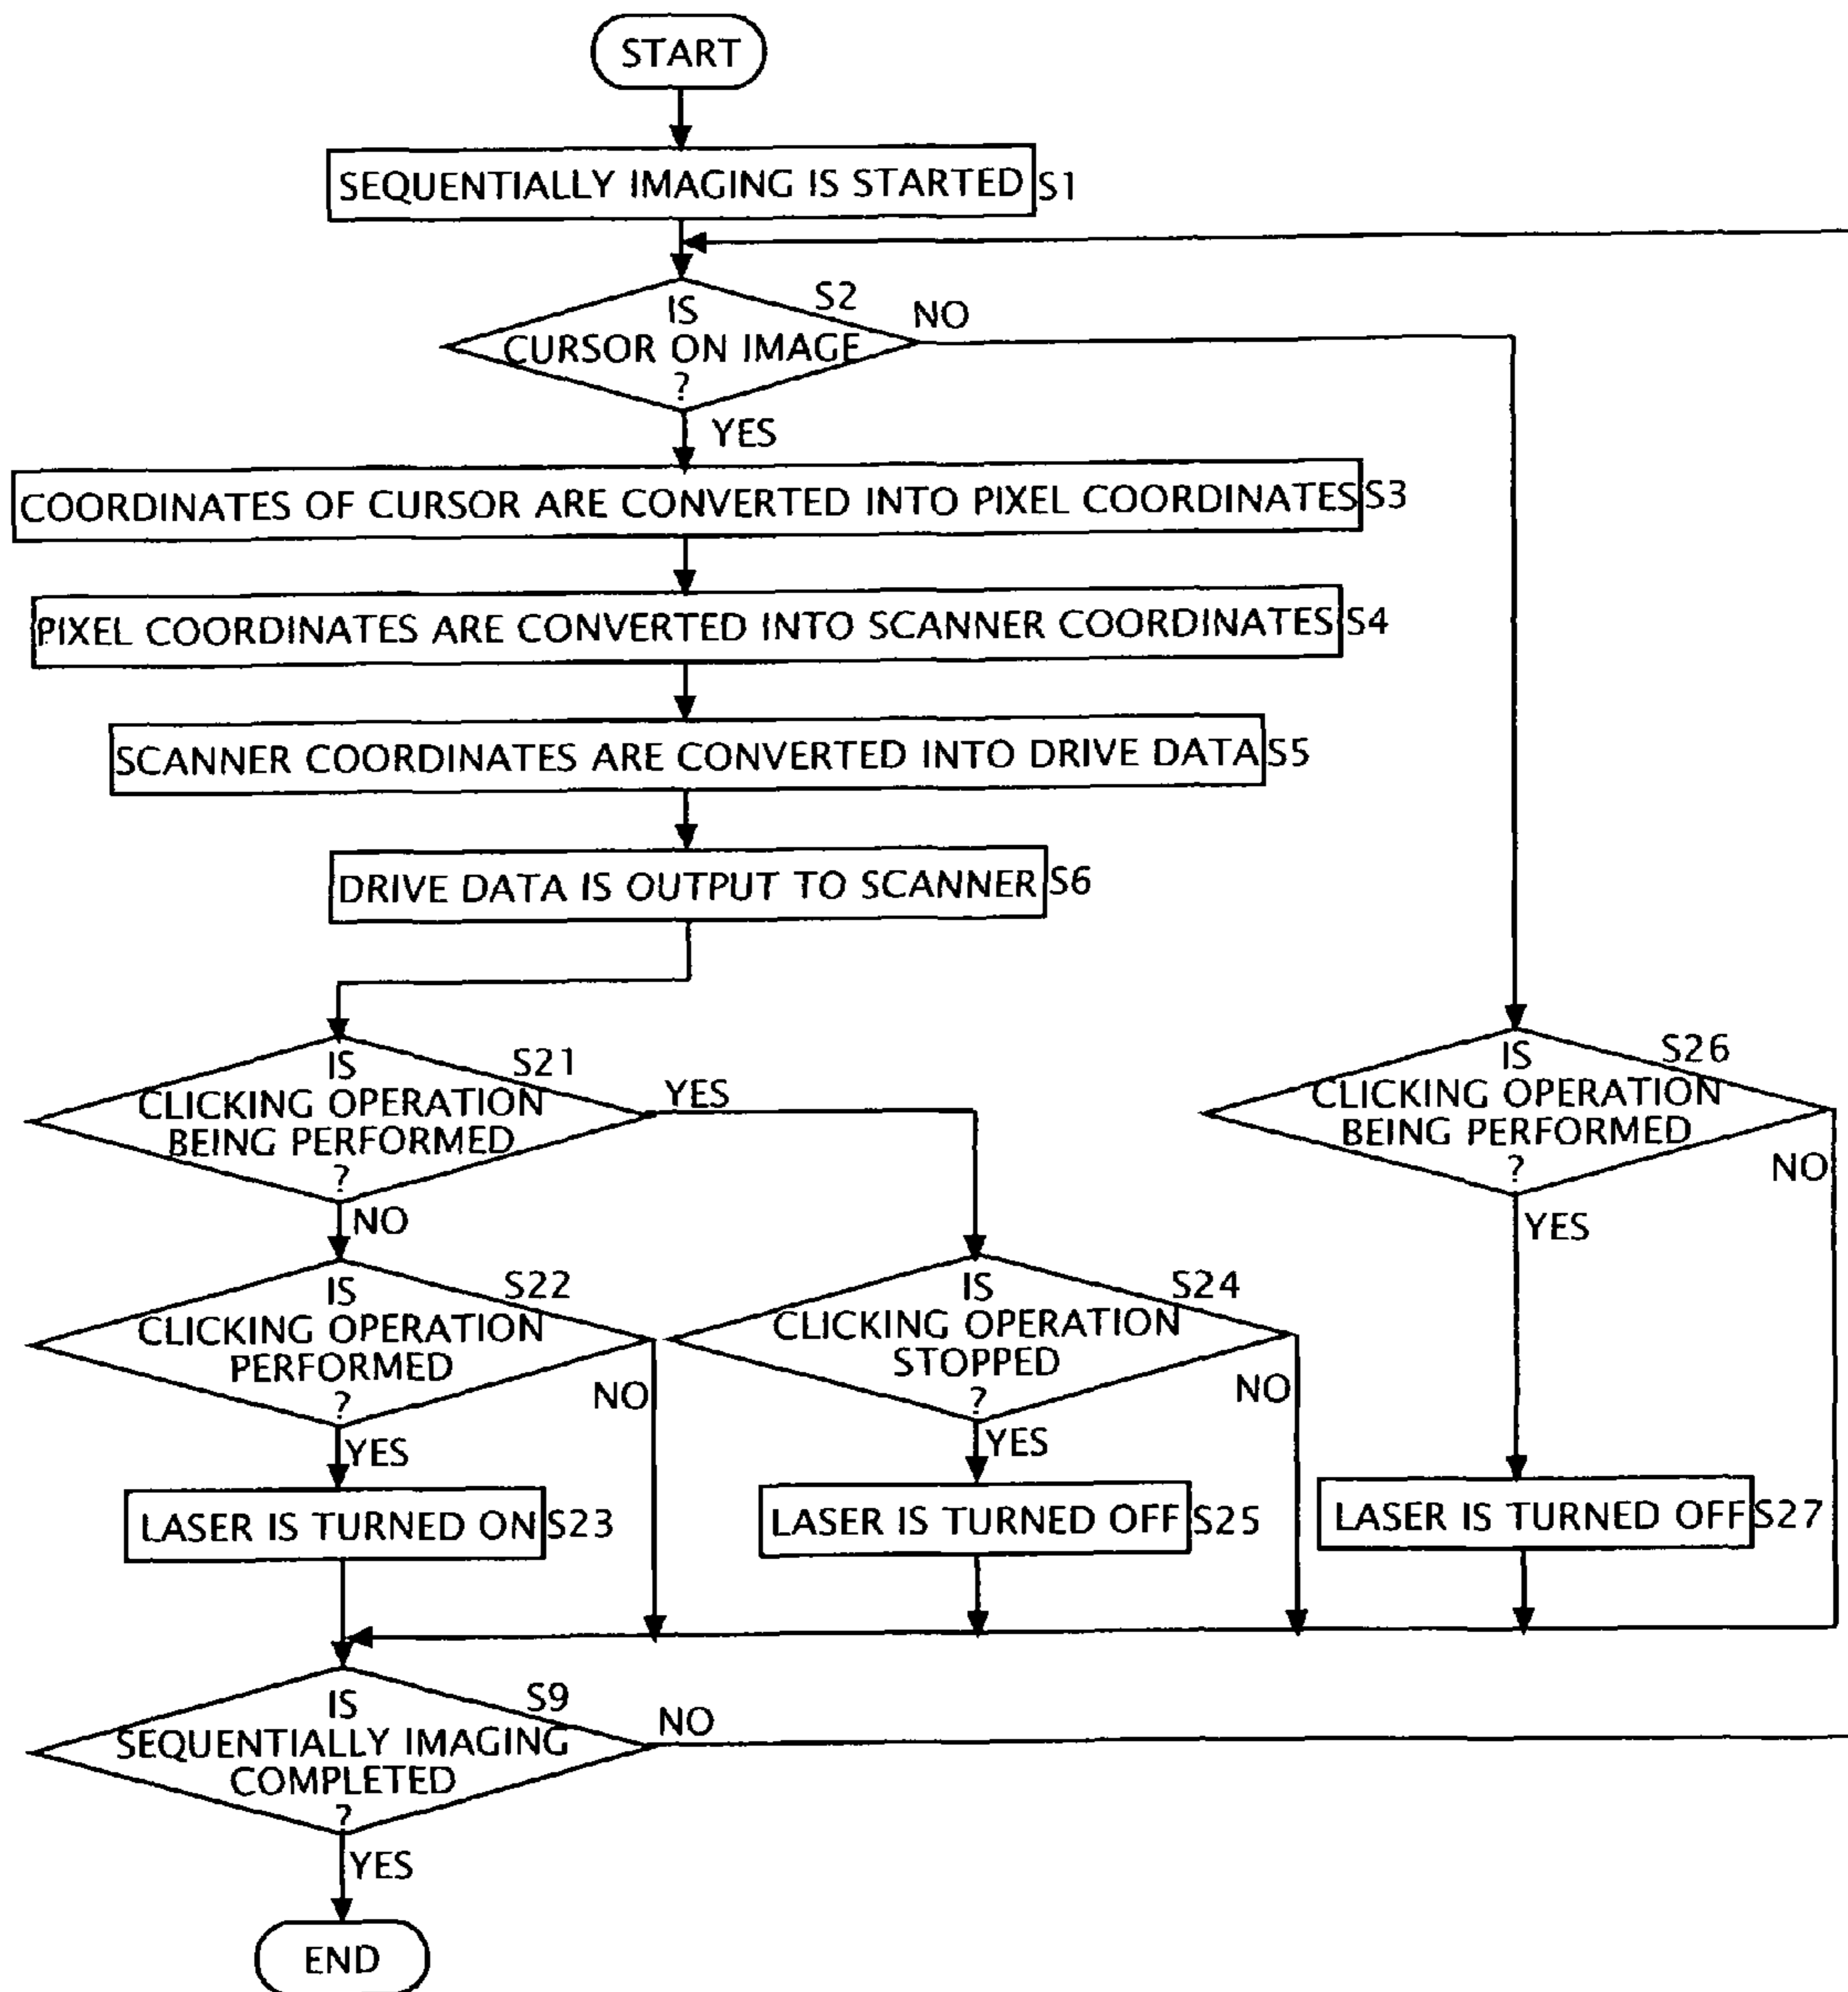 START
SEQUENTIALLY IMAGING IS STARTED S1
S2
IS
CURSOR ON IMAGE
?
NO
YES
COORDINATES OF CURSOR ARE CONVERTED INTO PIXEL COORDINATES S3
PIXEL COORDINATES ARE CONVERTED INTO SCANNER COORDINATES S4
SCANNER COORDINATES ARE CONVERTED INTO DRIVE DATA S5
DRIVE DATA IS OUTPUT TO SCANNER S6
S21
IS
CLICKING OPERATION
BEING PERFORMED
?
YES
NO
S26
IS
CLICKING OPERATION
BEING PERFORMED
?
NO
YES
S22
IS
CLICKING OPERATION
PERFORMED
?
NO
YES
S24
IS
CLICKING OPERATION
STOPPED
?
NO
YES
LASER IS TURNED ON S23
LASER IS TURNED OFF S25
LASER IS TURNED OFF S27
S9
IS
SEQUENTIALLY IMAGING
COMPLETED
?
NO
YES
END